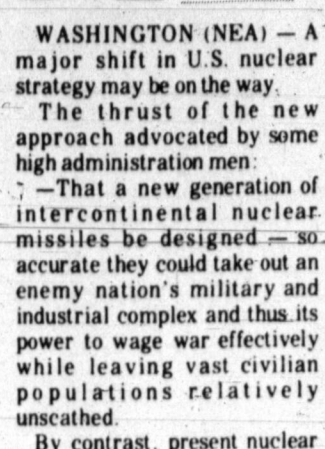 WASHINGTON (NEA) — A
major shift in U.S. nuclear
strategy may be on the way.
The thrust of the new
approach advocated by some
high administration men:
—That a new generation of
intercontinental nuclear
missiles be designed — so
accurate they could take out an
enemy nation's military and
industrial complex and thus its
power to wage war effectively
while leaving vast civilian
populations relatively
unscathed.
By contrast, present nuclear